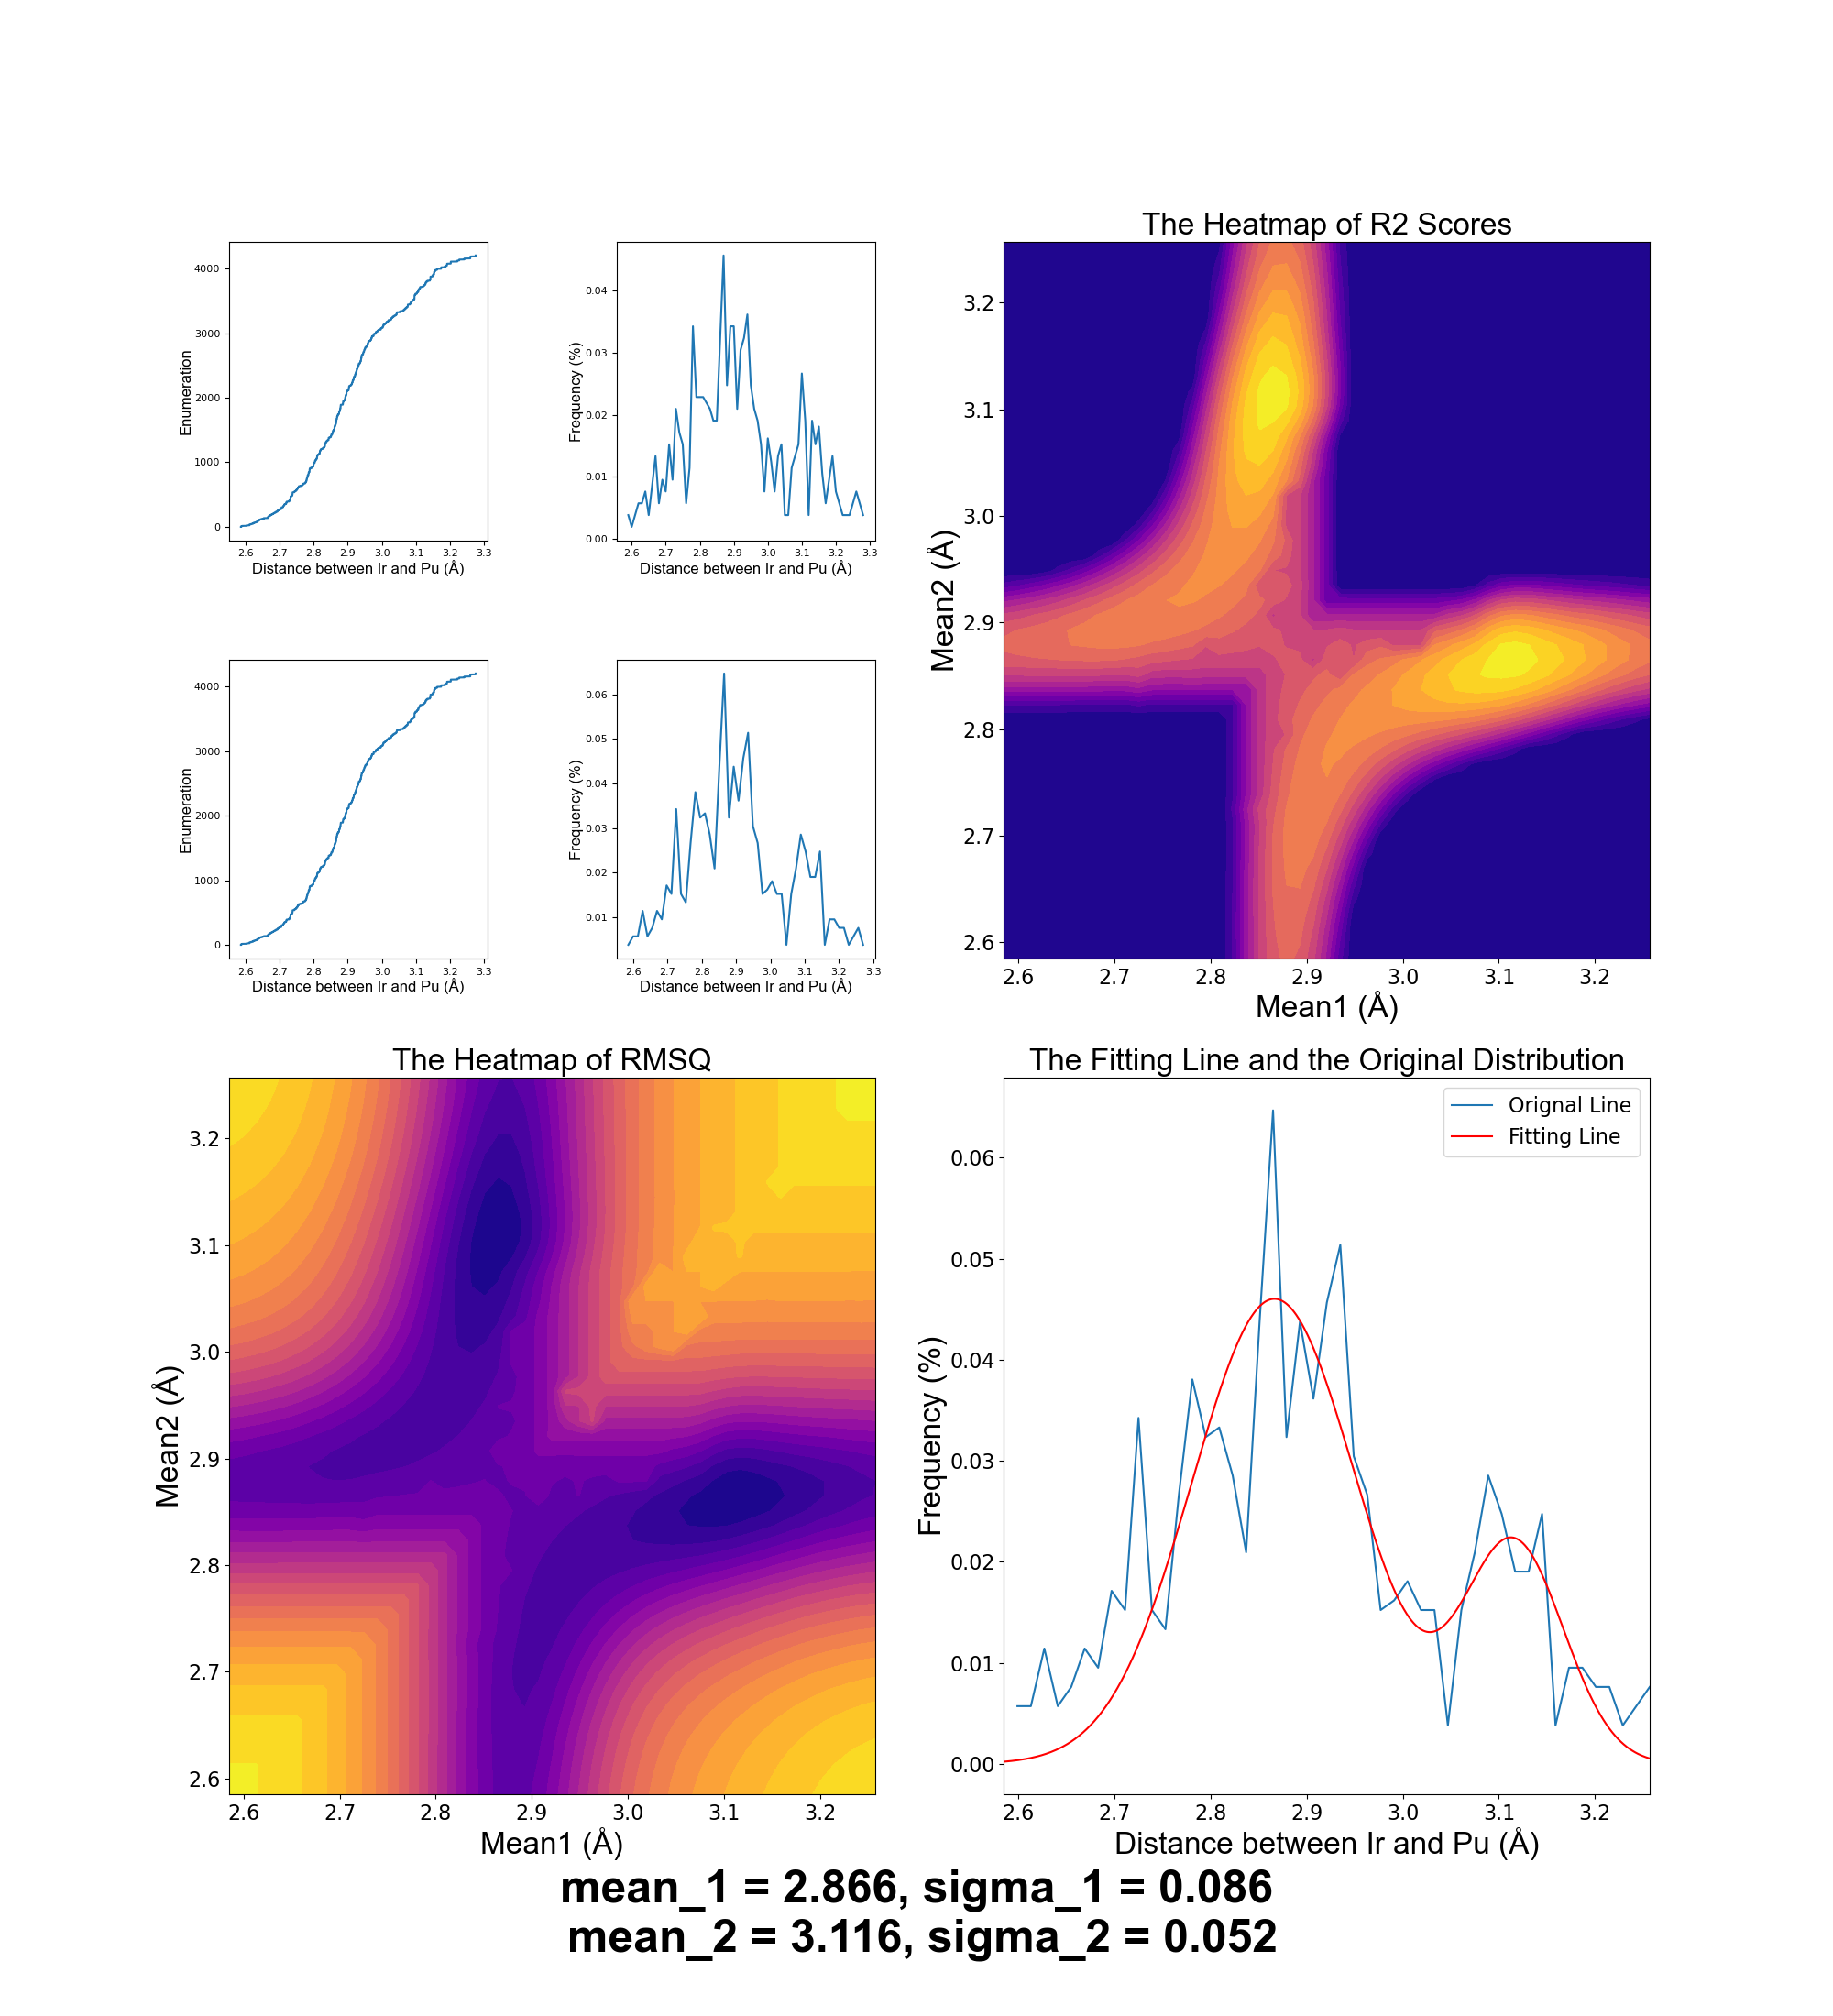 4000
3000
2000
1000
0
Enumeration
2.6 2.7 2.8 2.9 3.0 3.1 3.2 3.3
Distance between Ir and Pu (Å)
0.04
0.03
0.02
0.01
0.00
Frequency (%)
2.6 2.7 2.8 2.9 3.0 3.1 3.2 3.3
Distance between Ir and Pu (Å)
The Heatmap of R2 Scores
3.2
3.1
3.0
2.9
2.8
2.7
2.6
Mean2 (Å)
2.6 2.7 2.8 2.9 3.0 3.1 3.2
Mean1 (Å)
4000
3000
2000
1000
0
Enumeration
2.6 2.7 2.8 2.9 3.0 3.1 3.2 3.3
Distance between Ir and Pu (Å)
0.06
0.05
0.04
0.03
0.02
0.01
Frequency (%)
2.6 2.7 2.8 2.9 3.0 3.1 3.2 3.3
Distance between Ir and Pu (Å)
The Heatmap of RMSQ
3.2
3.1
3.0
2.9
2.8
2.7
2.6
Mean2 (Å)
2.6 2.7 2.8 2.9 3.0 3.1 3.2
Mean1 (Å)
The Fitting Line and the Original Distribution
Orignal Line
Fitting Line
0.06
0.05
0.04
0.03
0.02
0.01
0.00
Frequency (%)
2.6 2.7 2.8 2.9 3.0 3.1 3.2
Distance between Ir and Pu (Å)
mean_1 = 2.866, sigma_1 = 0.086
mean_2 = 3.116, sigma_2 = 0.052